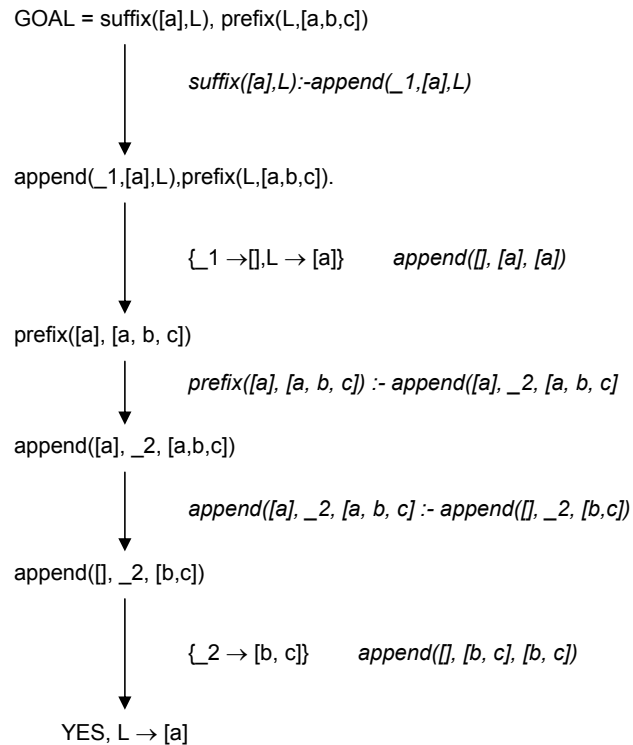 GOAL = suffix([a],L), prefix(L,[a,b,c])
suffix([a],L):-append(_1,[a],L)
append(_1,[a],L),prefix(L,[a,b,c]).
{_1 →[],L → [a]} append([], [a], [a])
prefix([a], [a, b, c])
prefix([a], [a, b, c]) :- append([a], _2, [a, b, c]
append([a], _2, [a,b,c])
append([a], _2, [a, b, c] :- append([], _2, [b,c])
append([], _2, [b,c])
{_2 → [b, c]} append([], [b, c], [b, c])
YES, L → [a]